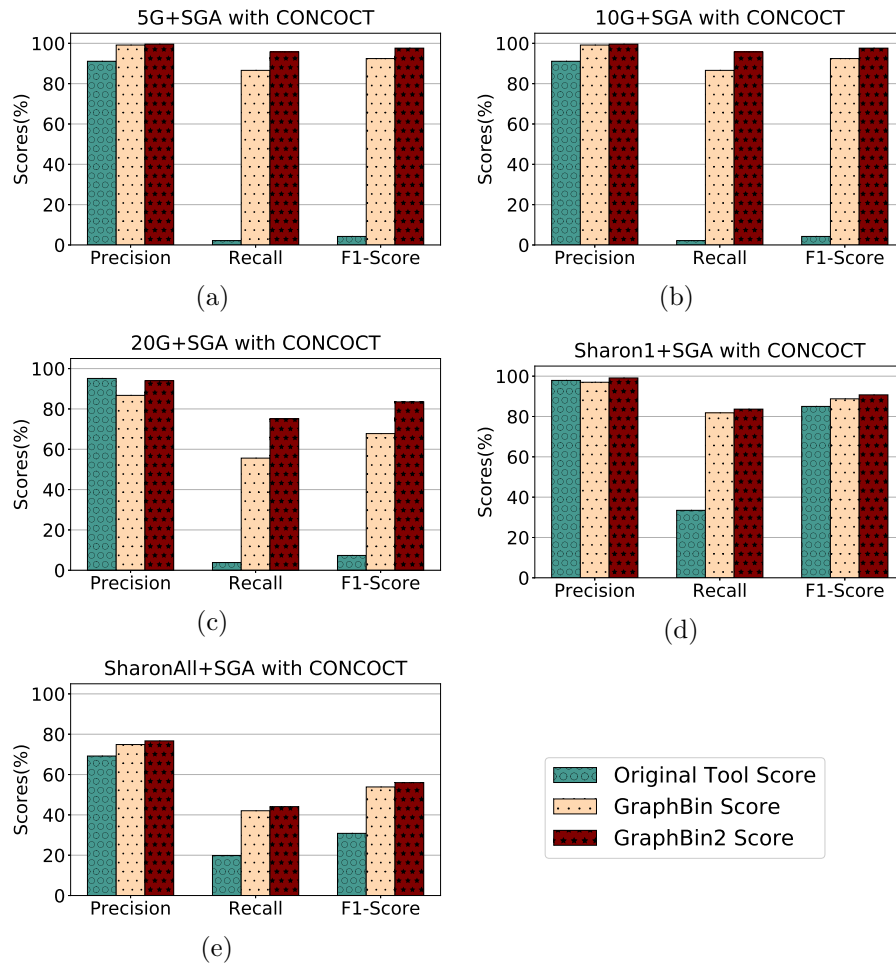 5G+SGA with CONCOCT
100
80
60
40
20
0
Scores(%)
Precision Recall F1-Score
(a)
10G+SGA with CONCOCT
100
80
60
40
20
0
Scores(%)
Precision Recall F1-Score
(b)
20G+SGA with CONCOCT
100
80
60
40
20
0
Scores(%)
Precision Recall F1-Score
(c)
Sharon1+SGA with CONCOCT
100
80
60
40
20
0
Scores(%)
Precision Recall F1-Score
(d)
SharonAll+SGA with CONCOCT
100
80
60
40
20
0
Scores(%)
Precision Recall F1-Score
(e)
Original Tool Score
GraphBin Score
GraphBin2 Score